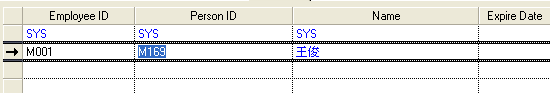 Employee ID Person ID Name Expire Date
SYS SYS SYS
M001 M169 王俊